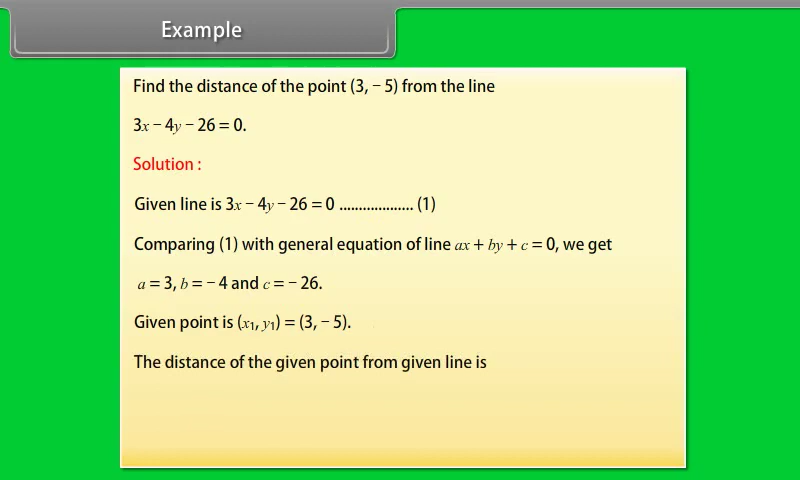 Example
Find the distance of the point (3, − 5) from the line
3x − 4y − 26 = 0.
Solution :
Given line is 3x − 4y − 26 = 0 ................... (1)
Comparing (1) with general equation of line ax + by + c = 0, we get
a = 3, b = − 4 and c = − 26.
Given point is (x₁, y₁) = (3, − 5).
The distance of the given point from given line is